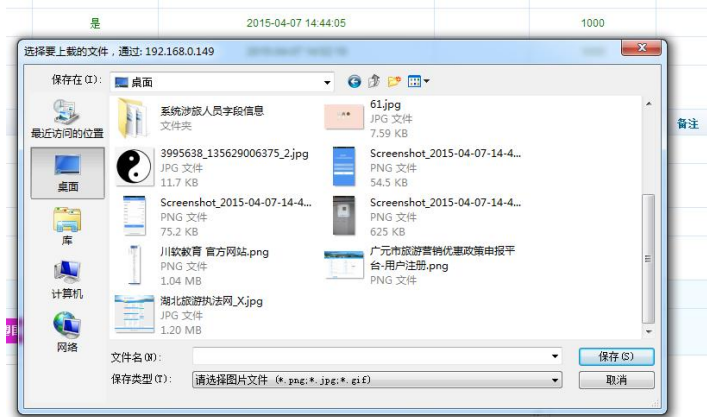 是 2015-04-07 14:44:05 1000
选择要上载的文件，通过: 192.168.0.149
保存在(I): 桌面
备注
最近访问的位置
桌面
库
计算机
网络
系统涉旅人员字段信息
文件夹
61.jpg
JPG 文件
7.59 KB
3995638_135629006375_2.jpg
JPG 文件
11.7 KB
Screenshot_2015-04-07-14-4...
PNG 文件
54.5 KB
Screenshot_2015-04-07-14-4...
PNG 文件
75.2 KB
Screenshot_2015-04-07-14-4...
PNG 文件
625 KB
川软教育 官方网站.png
PNG 文件
1.04 MB
广元市旅游营销优惠政策申报平
台-用户注册.png
PNG 文件
湖北旅游执法网_X.jpg
JPG 文件
1.20 MB
文件名(N):
保存(S)
保存类型(T): 请选择图片文件 (*.png;*.jpg;*.gif)
取消